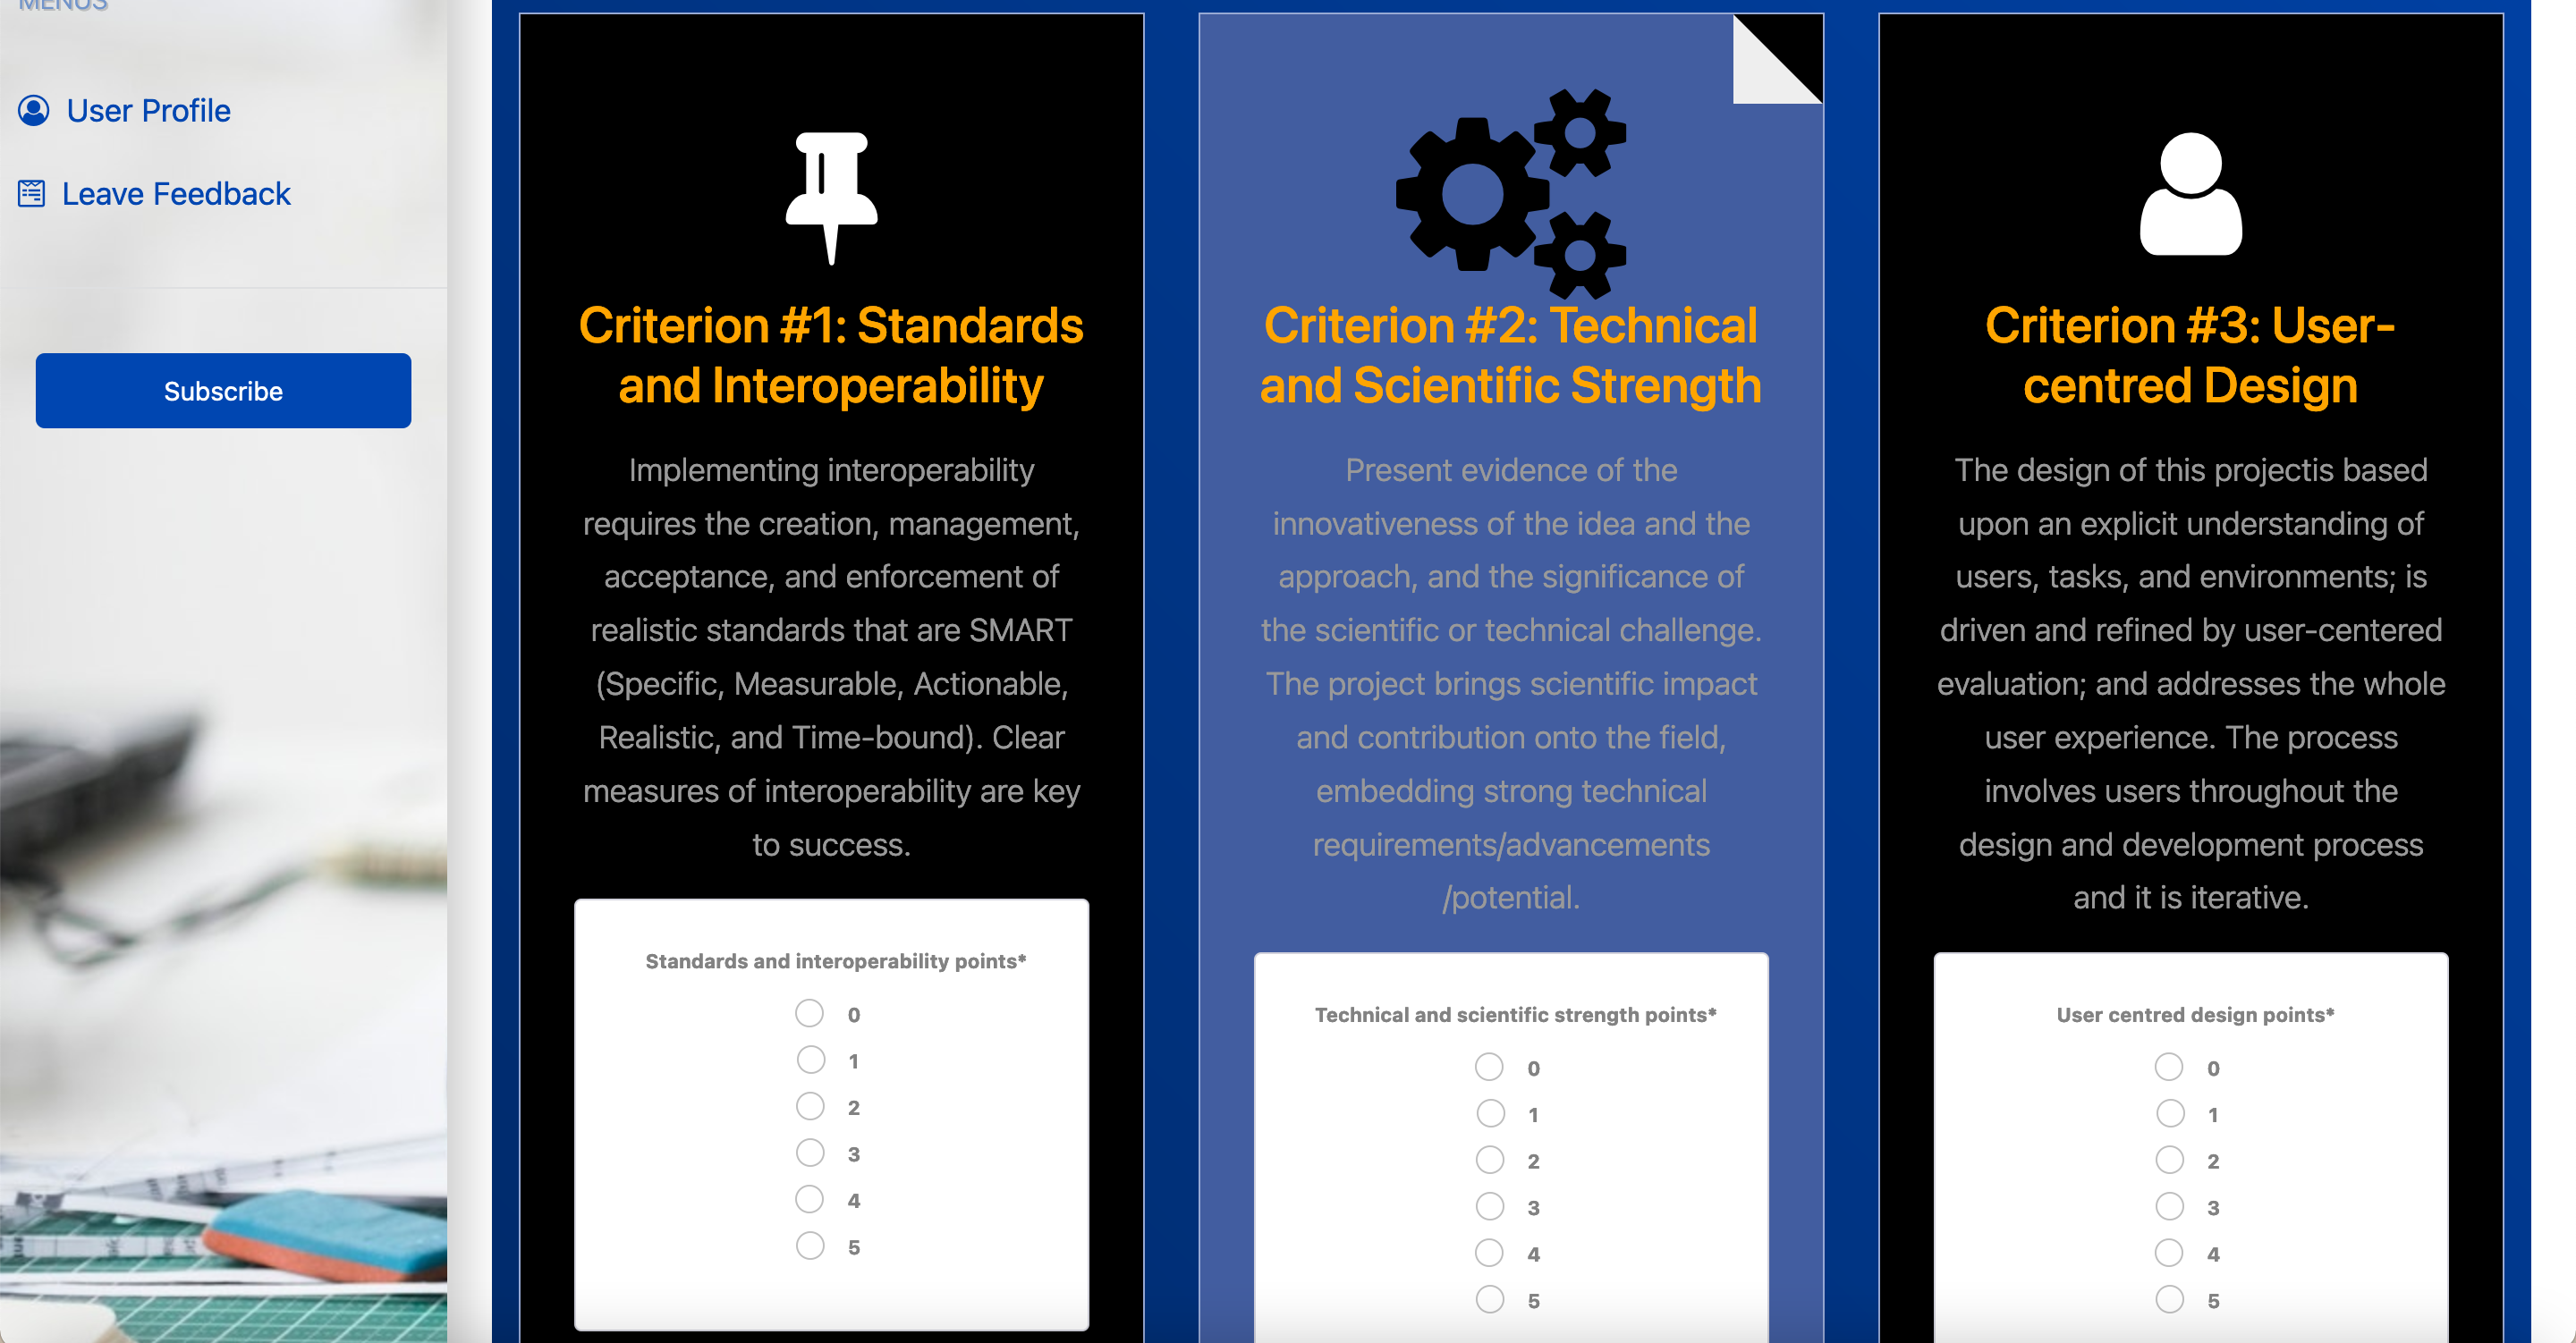 MENUS
User Profile
Leave Feedback
Subscribe
Criterion #1: Standards
and Interoperability
Implementing interoperability
requires the creation, management,
acceptance, and enforcement of
realistic standards that are SMART
(Specific, Measurable, Actionable,
Realistic, and Time-bound). Clear
measures of interoperability are key
to success.
Standards and interoperability points*
0
1
2
3
4
5
Criterion #2: Technical
and Scientific Strength
Present evidence of the
innovativeness of the idea and the
approach, and the significance of
the scientific or technical challenge.
The project brings scientific impact
and contribution onto the field,
embedding strong technical
requirements/advancements
/potential.
Technical and scientific strength points*
0
1
2
3
4
5
Criterion #3: User-
centred Design
The design of this projectis based
upon an explicit understanding of
users, tasks, and environments; is
driven and refined by user-centered
evaluation; and addresses the whole
user experience. The process
involves users throughout the
design and development process
and it is iterative.
User centred design points*
0
1
2
3
4
5